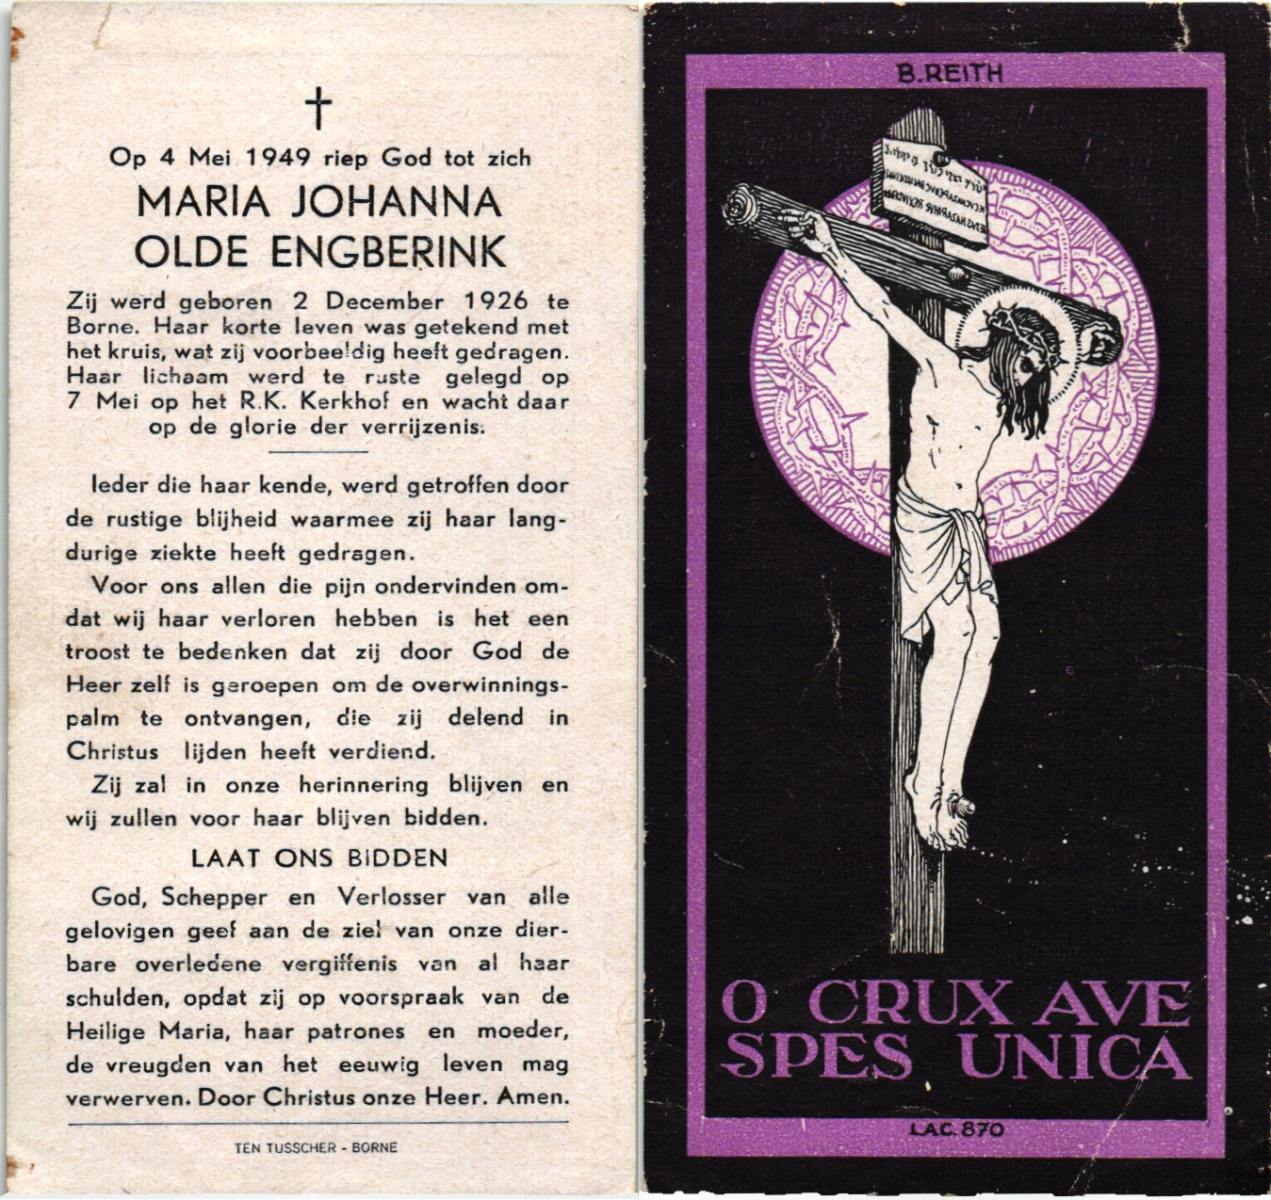 †
Op 4 Mei 1949 riep God tot zich
MARIA JOHANNA
OLDE ENGBERINK
Zij werd geboren 2 December 1926 te
Borne. Haar korte leven was getekend met
het kruis, wat zij voorbeeldig heeft gedragen.
Haar lichaam werd te ruste gelegd op
7 Mei op het R.K. Kerkhof en wacht daar
op de glorie der verrijzenis.
Ieder die haar kende, werd getroffen door
de rustige blijheid waarmee zij haar lang-
durige ziekte heeft gedragen.
Voor ons allen die pijn ondervinden om-
dat wij haar verloren hebben is het een
troost te bedenken dat zij door God de
Heer zelf is geroepen om de overwinnings-
palm te ontvangen, die zij delend in
Christus lijden heeft verdiend.
Zij zal in onze herinnering blijven en
wij zullen voor haar blijven bidden.
LAAT ONS BIDDEN
God, Schepper en Verlosser van alle
gelovigen geef aan de ziel van onze dier-
bare overledene vergiffenis van al haar
schulden, opdat zij op voorspraak van de
Heilige Maria, haar patrones en moeder,
de vreugden van het eeuwig leven mag
verwerven. Door Christus onze Heer. Amen.
TEN TUSSCHER - BORNE
B. REITH
O CRUX AVE
SPES UNICA
L.A.C. 870